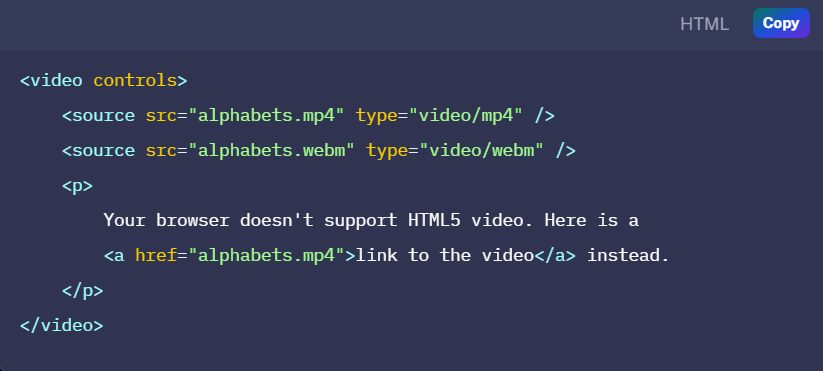 HTML
Copy
<video controls>
    <source src="alphabets.mp4" type="video/mp4" />
    <source src="alphabets.webm" type="video/webm" />
    <p>
        Your browser doesn't support HTML5 video. Here is a
        <a href="alphabets.mp4">link to the video</a> instead.
    </p>
</video>